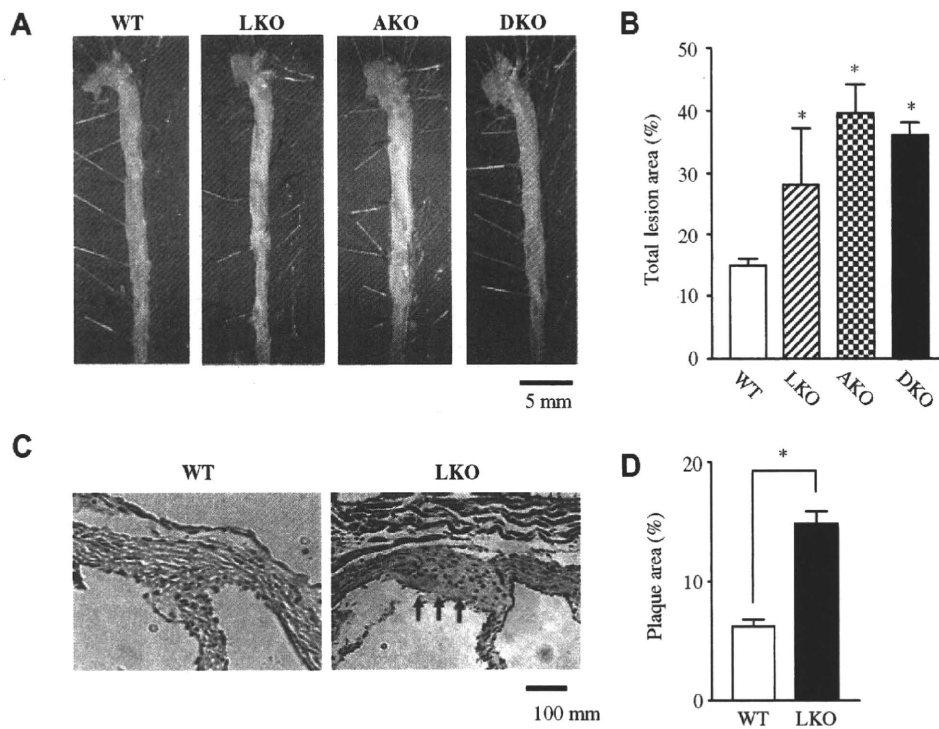 A
WT
LKO
AKO
DKO
5 mm
B
Total lesion area (%)
50
40
30
20
10
0
*
*
*
WT
LKO
AKO
DKO
C
WT
LKO
100 mm
D
Plaque area (%)
20
10
0
*
WT
LKO